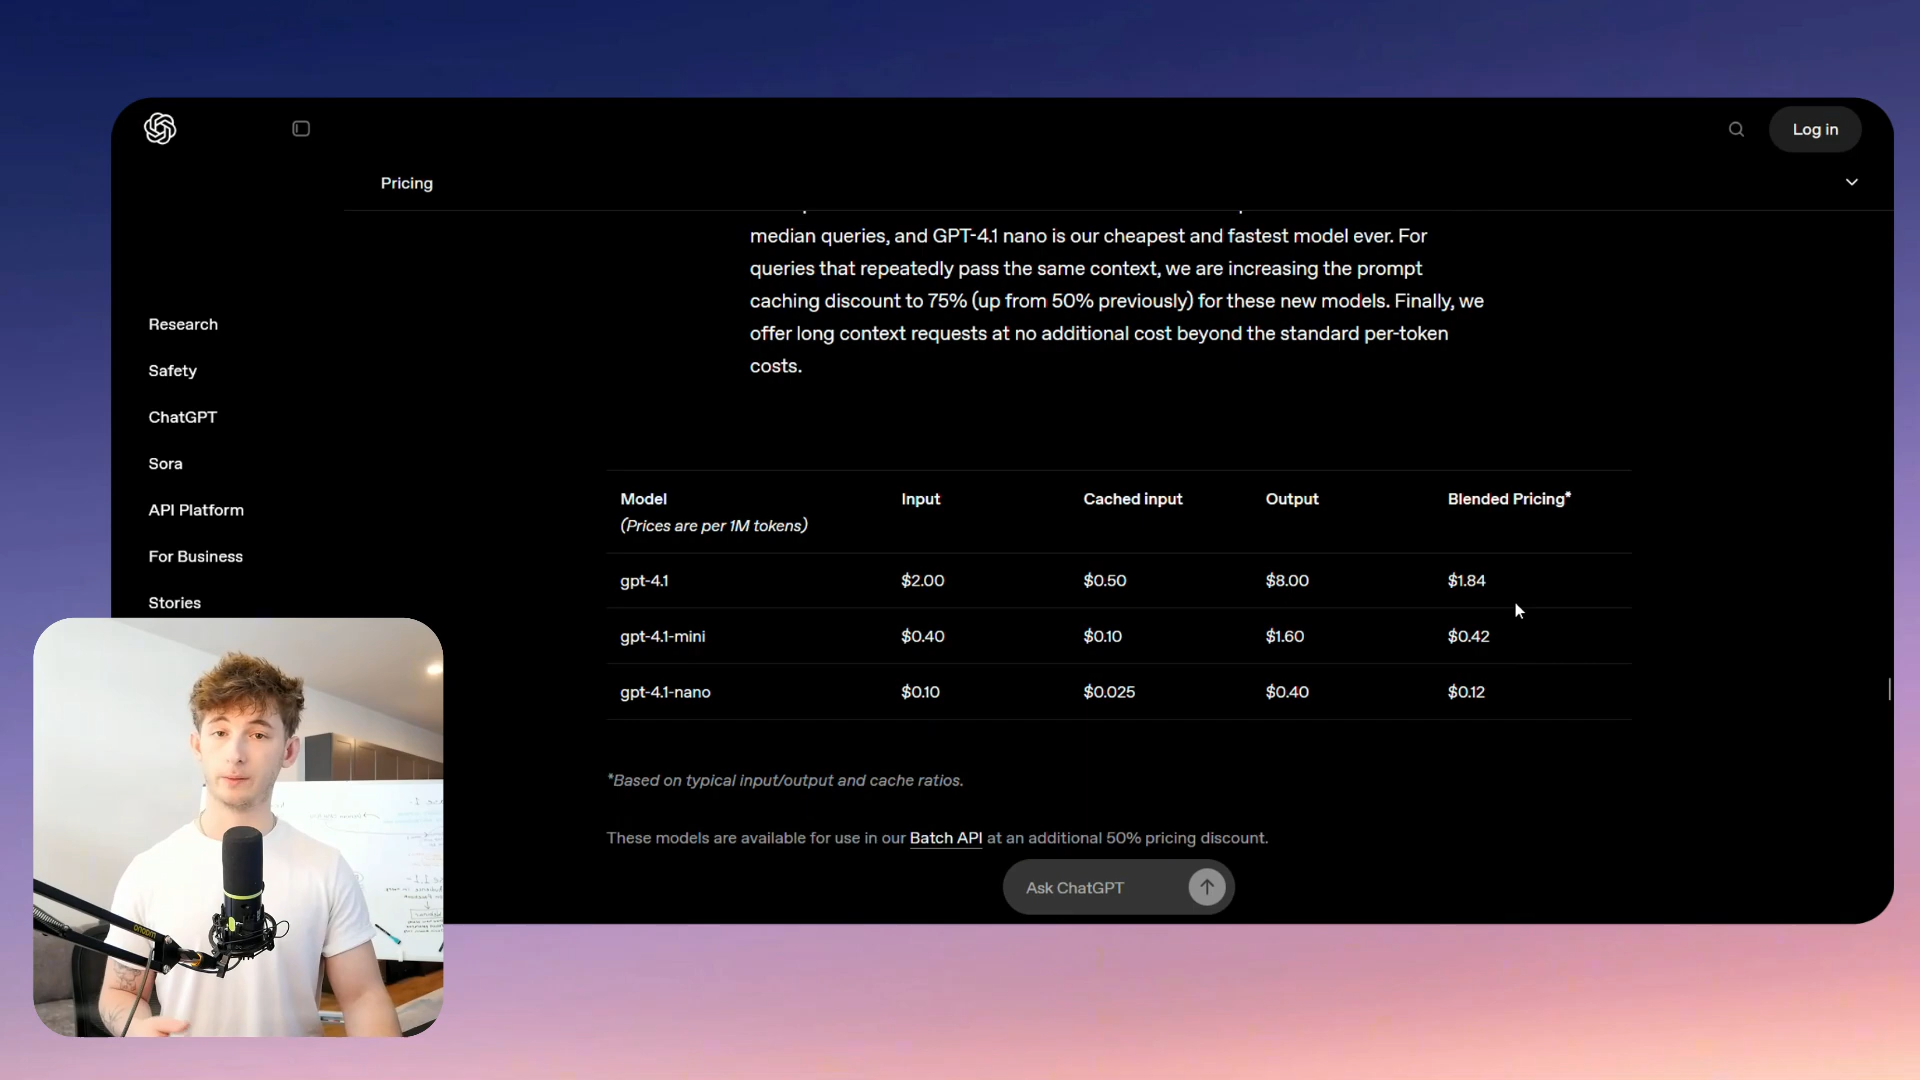 Log in
Pricing
median queries, and GPT-4.1 nano is our cheapest and fastest model ever. For
queries that repeatedly pass the same context, we are increasing the prompt
caching discount to 75% (up from 50% previously) for these new models. Finally, we
offer long context requests at no additional cost beyond the standard per-token
costs.
Research
Safety
ChatGPT
Sora
API Platform
For Business
Stories
Model Input Cached input Output Blended Pricing*
(Prices are per 1M tokens)
gpt-4.1 $2.00 $0.50 $8.00 $1.84
gpt-4.1-mini $0.40 $0.10 $1.60 $0.42
gpt-4.1-nano $0.10 $0.025 $0.40 $0.12
*Based on typical input/output and cache ratios.
These models are available for use in our Batch API at an additional 50% pricing discount.
Ask ChatGPT